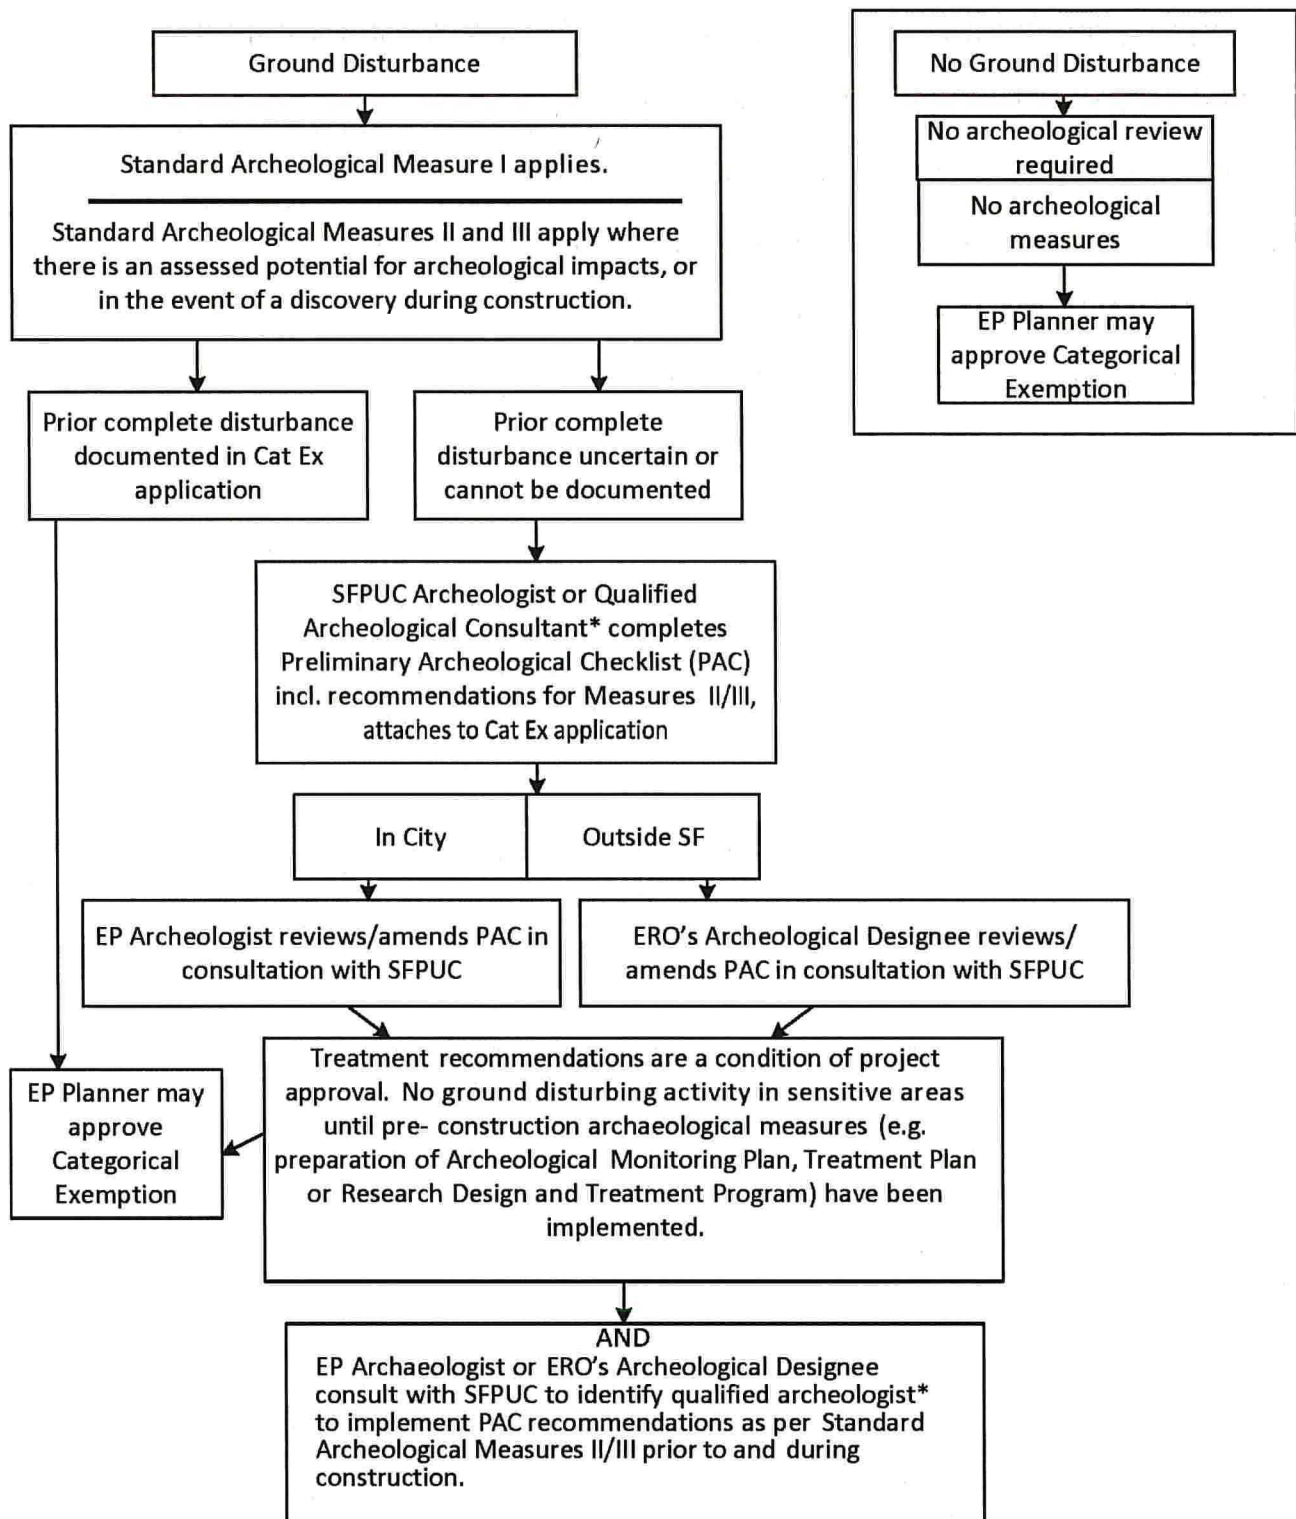 Ground Disturbance
Standard Archeological Measure I applies.
Standard Archeological Measures II and III apply where
there is an assessed potential for archeological impacts, or
in the event of a discovery during construction.
Prior complete disturbance
documented in Cat Ex
application
Prior complete
disturbance uncertain or
cannot be documented
SFPUC Archeologist or Qualified
Archeological Consultant* completes
Preliminary Archeological Checklist (PAC)
incl. recommendations for Measures II/III,
attaches to Cat Ex application
In City
Outside SF
EP Archeologist reviews/amends PAC in
consultation with SFPUC
ERO's Archeological Designee reviews/
amends PAC in consultation with SFPUC
EP Planner may
approve
Categorical
Exemption
Treatment recommendations are a condition of project
approval. No ground disturbing activity in sensitive areas
until pre- construction archaeological measures (e.g.
preparation of Archeological Monitoring Plan, Treatment Plan
or Research Design and Treatment Program) have been
implemented.
AND
EP Archaeologist or ERO's Archeological Designee
consult with SFPUC to identify qualified archeologist*
to implement PAC recommendations as per Standard
Archeological Measures II/III prior to and during
construction.
No Ground Disturbance
No archeological review
required
No archeological
measures
EP Planner may
approve Categorical
Exemption